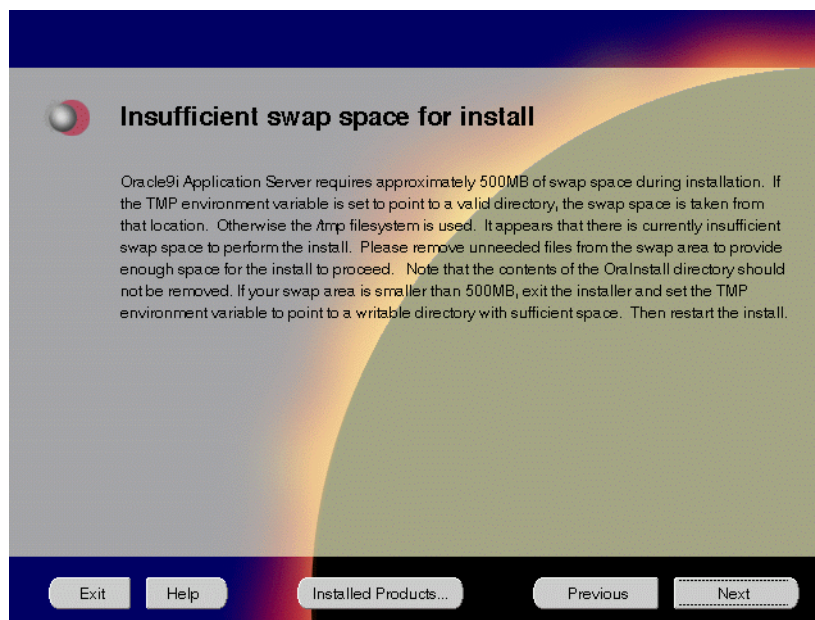 Insufficient swap space for install
Oracle9i Application Server requires approximately 500MB of swap space during installation. If
the TMP environment variable is set to point to a valid directory, the swap space is taken from
that location. Otherwise the /tmp filesystem is used. It appears that there is currently insufficient
swap space to perform the install. Please remove unneeded files from the swap area to provide
enough space for the install to proceed. Note that the contents of the OraInstall directory should
not be removed. If your swap area is smaller than 500MB, exit the installer and set the TMP
environment variable to point to a writable directory with sufficient space. Then restart the install.
Exit Help Installed Products... Previous Next